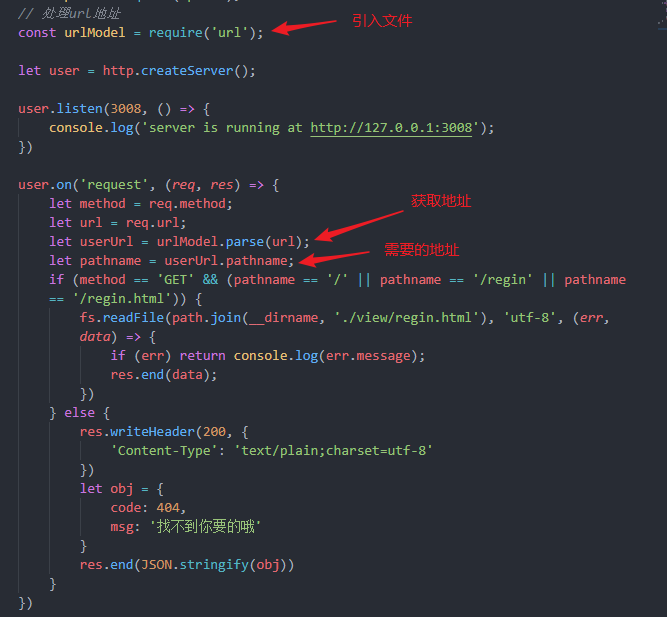 // 处理url地址
const urlModel = require('url');
引入文件
let user = http.createServer();
user.listen(3008, () => {
console.log('server is running at http://127.0.0.1:3008');
})
user.on('request', (req, res) => {
let method = req.method;
获取地址
let url = req.url;
let userUrl = urlModel.parse(url);
需要的地址
let pathname = userUrl.pathname;
if (method == 'GET' && (pathname == '/' || pathname == '/regin' || pathname
== '/regin.html')) {
fs.readFile(path.join(__dirname, './view/regin.html'), 'utf-8', (err,
data) => {
if (err) return console.log(err.message);
res.end(data);
})
} else {
res.writeHeader(200, {
'Content-Type': 'text/plain;charset=utf-8'
})
let obj = {
code: 404,
msg: '找不到你要的哦'
}
res.end(JSON.stringify(obj))
}
})